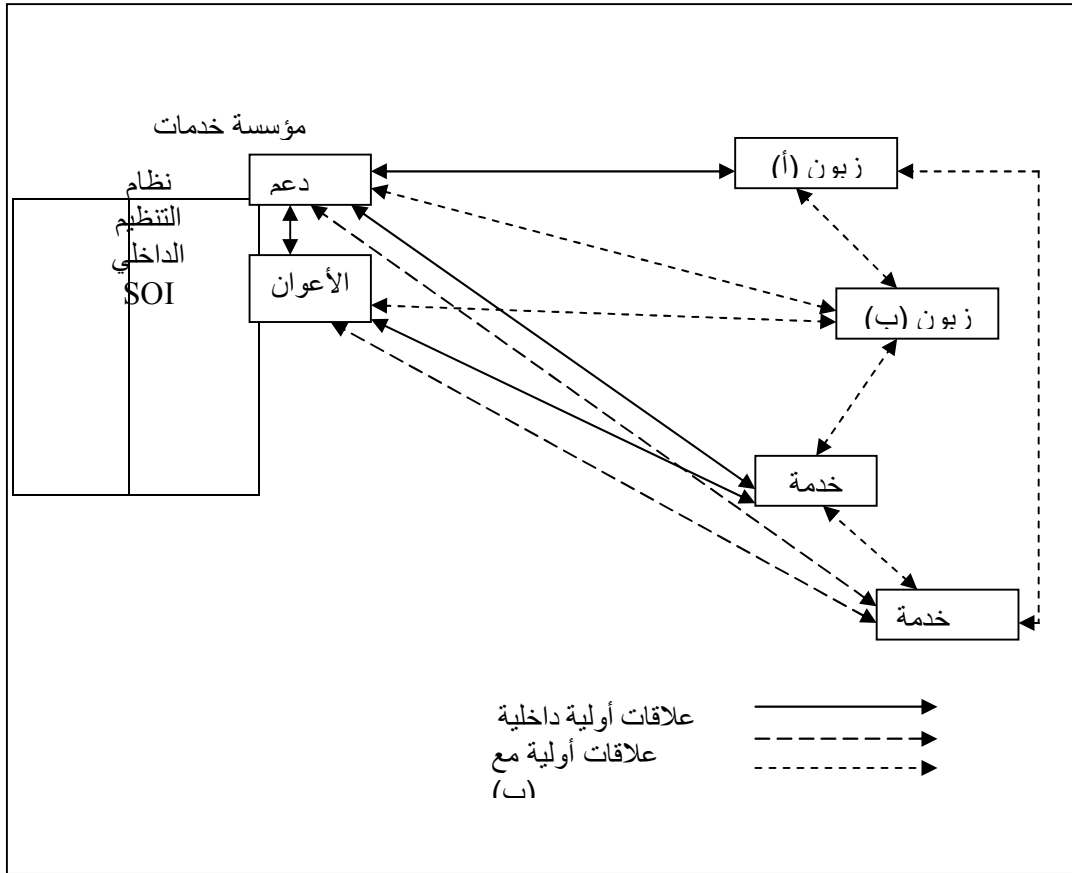 مؤسسة خدمات
نظام
التنظيم
الداخلي
SOI
دعم
الأعوان
زبون (أ)
زبون (ب)
خدمة
خدمة
علاقات أولية داخلية
علاقات أولية مع
(ب)